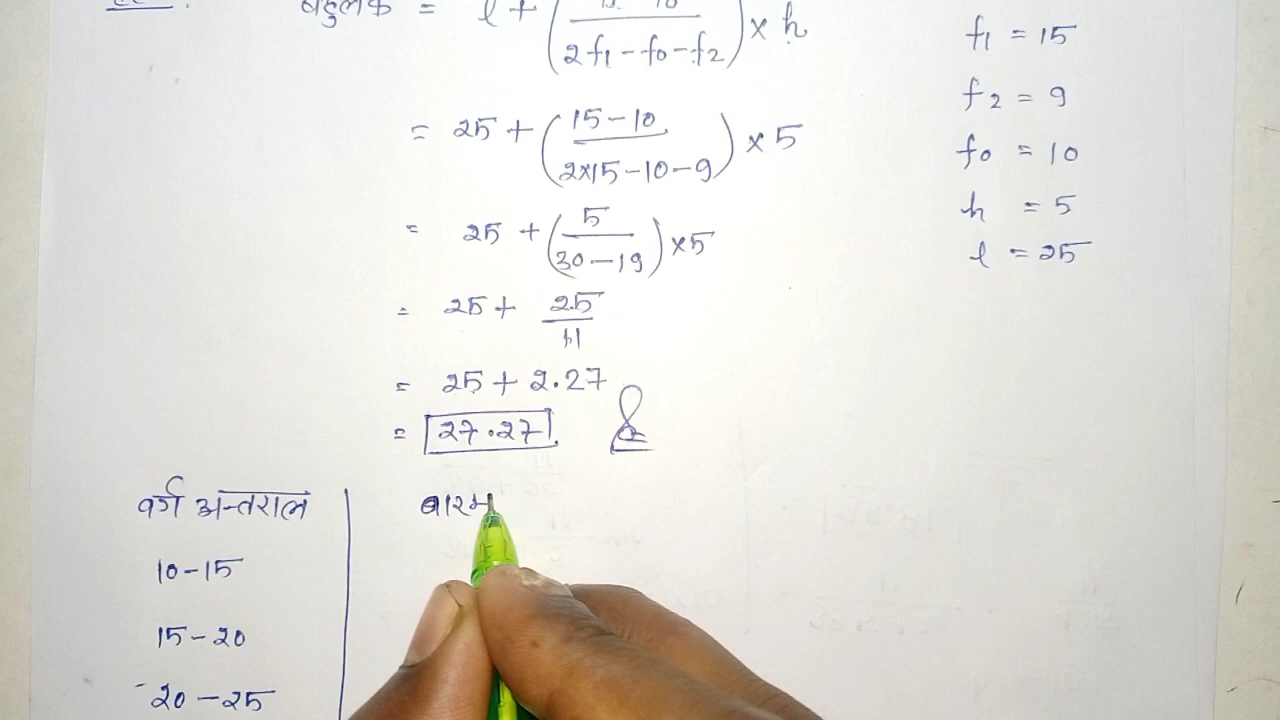 बहुलक = l + ( / 2f1 - f0 - f2) × h
f1 = 15
= 25 + (15 - 10 / 2×15 - 10 - 9) × 5
f2 = 9
f0 = 10
= 25 + (5 / 30 - 19) × 5
h = 5
l = 25
= 25 + 25 / 11
= 25 + 2.27
= 27.27
वर्ग अन्तराल | बारम
10-15
15-20
20-25